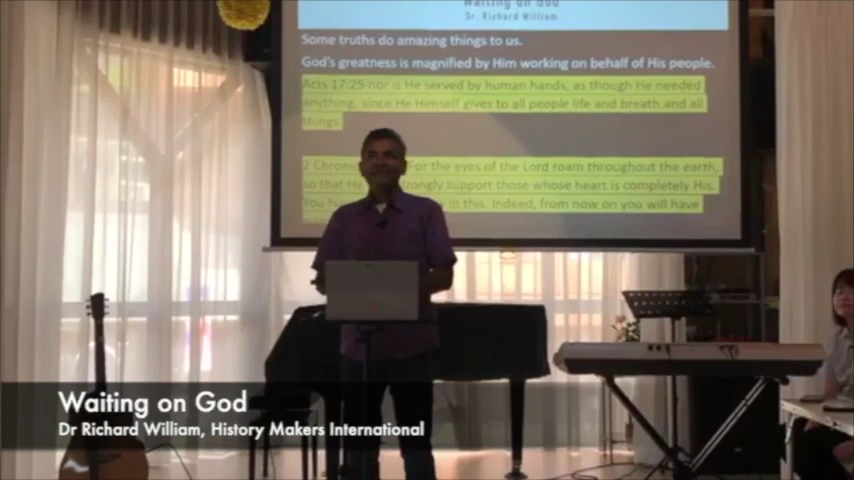 Waiting on God
Dr. Richard William
Some truths do amazing things to us.
God's greatness is magnified by Him working on behalf of His people.
Acts 17:25 nor is He served by human hands, as though He needed
anything, since He Himself gives to all people life and breath and all
things
2 For the eyes of the Lord roam throughout the earth,
so that He support those whose heart is completely His.
You in this. Indeed, from now on you will have
Waiting on God
Dr Richard William, History Makers International